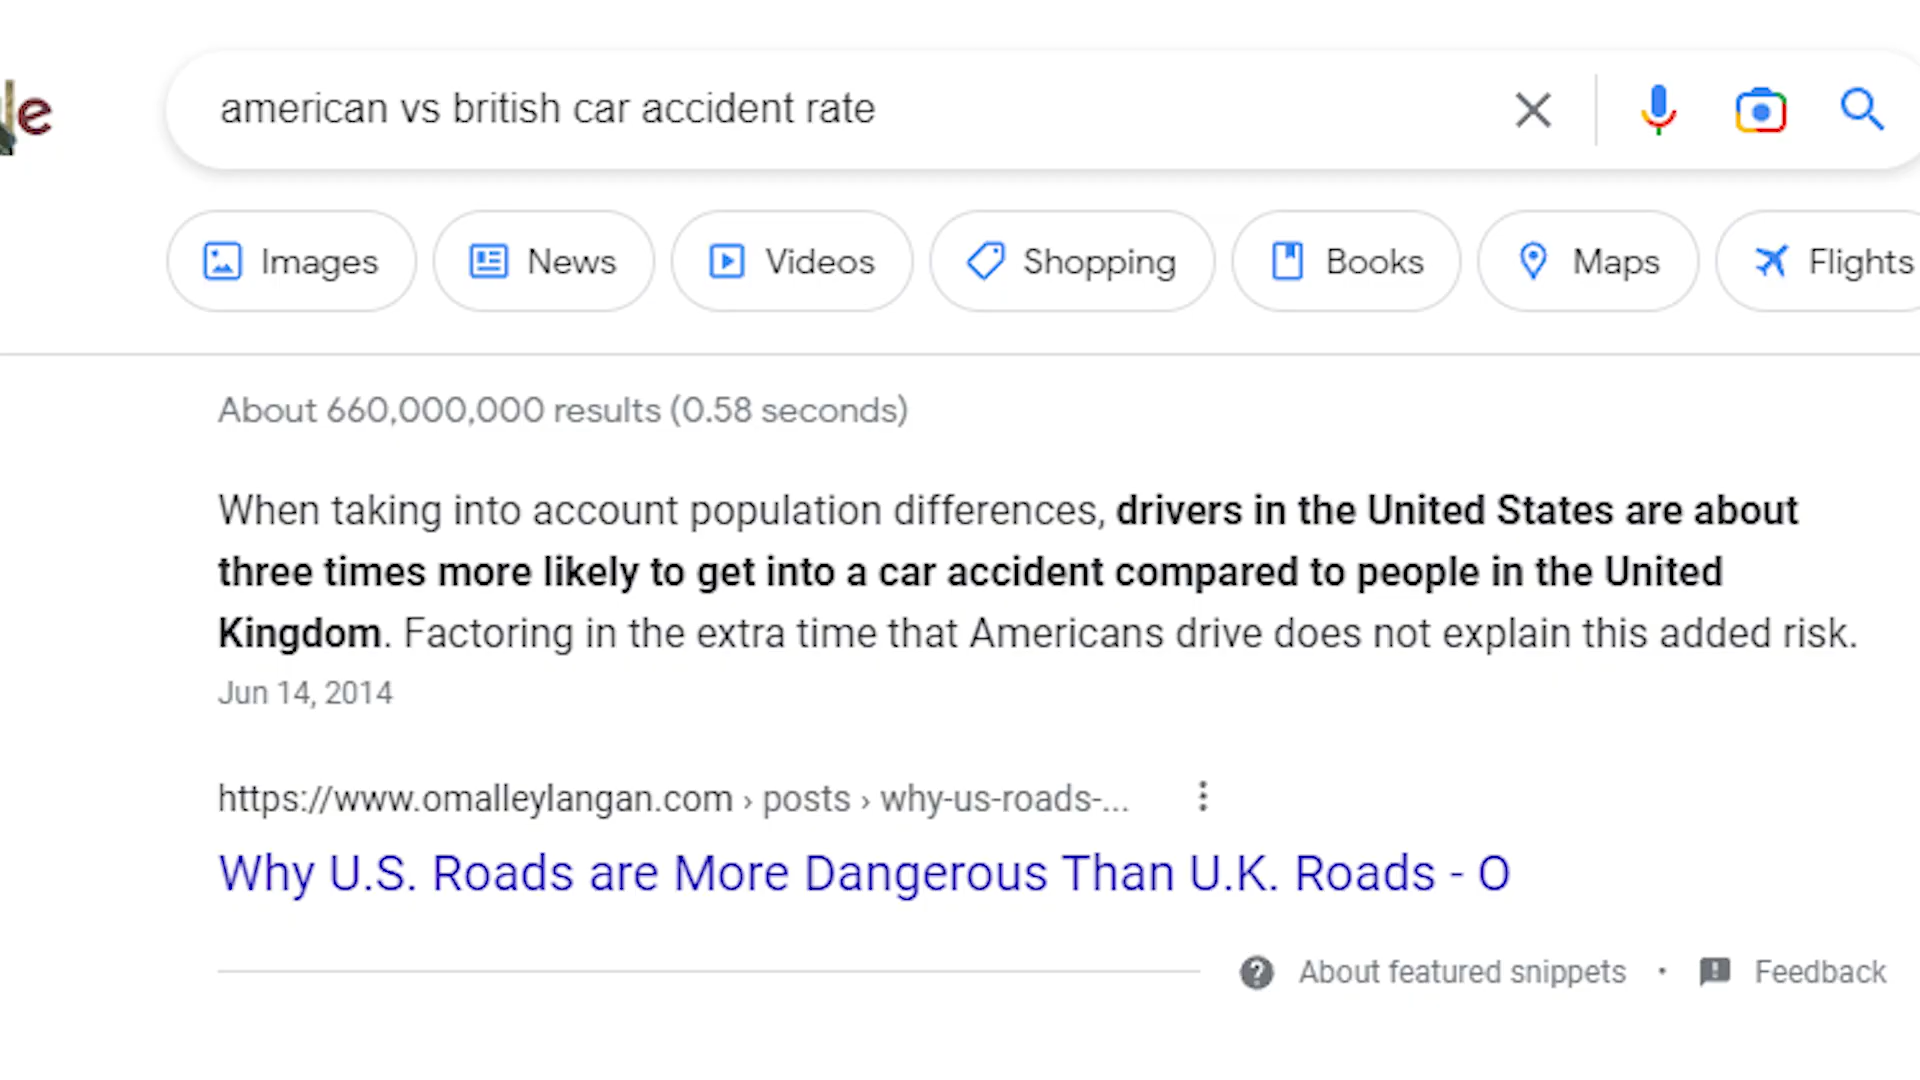 le
american vs british car accident rate
Images News Videos Shopping Books Maps Flights
About 660,000,000 results (0.58 seconds)
When taking into account population differences, drivers in the United States are about
three times more likely to get into a car accident compared to people in the United
Kingdom. Factoring in the extra time that Americans drive does not explain this added risk.
Jun 14, 2014
https://www.omalleylangan.com › posts › why-us-roads-...
Why U.S. Roads are More Dangerous Than U.K. Roads - O
About featured snippets • Feedback